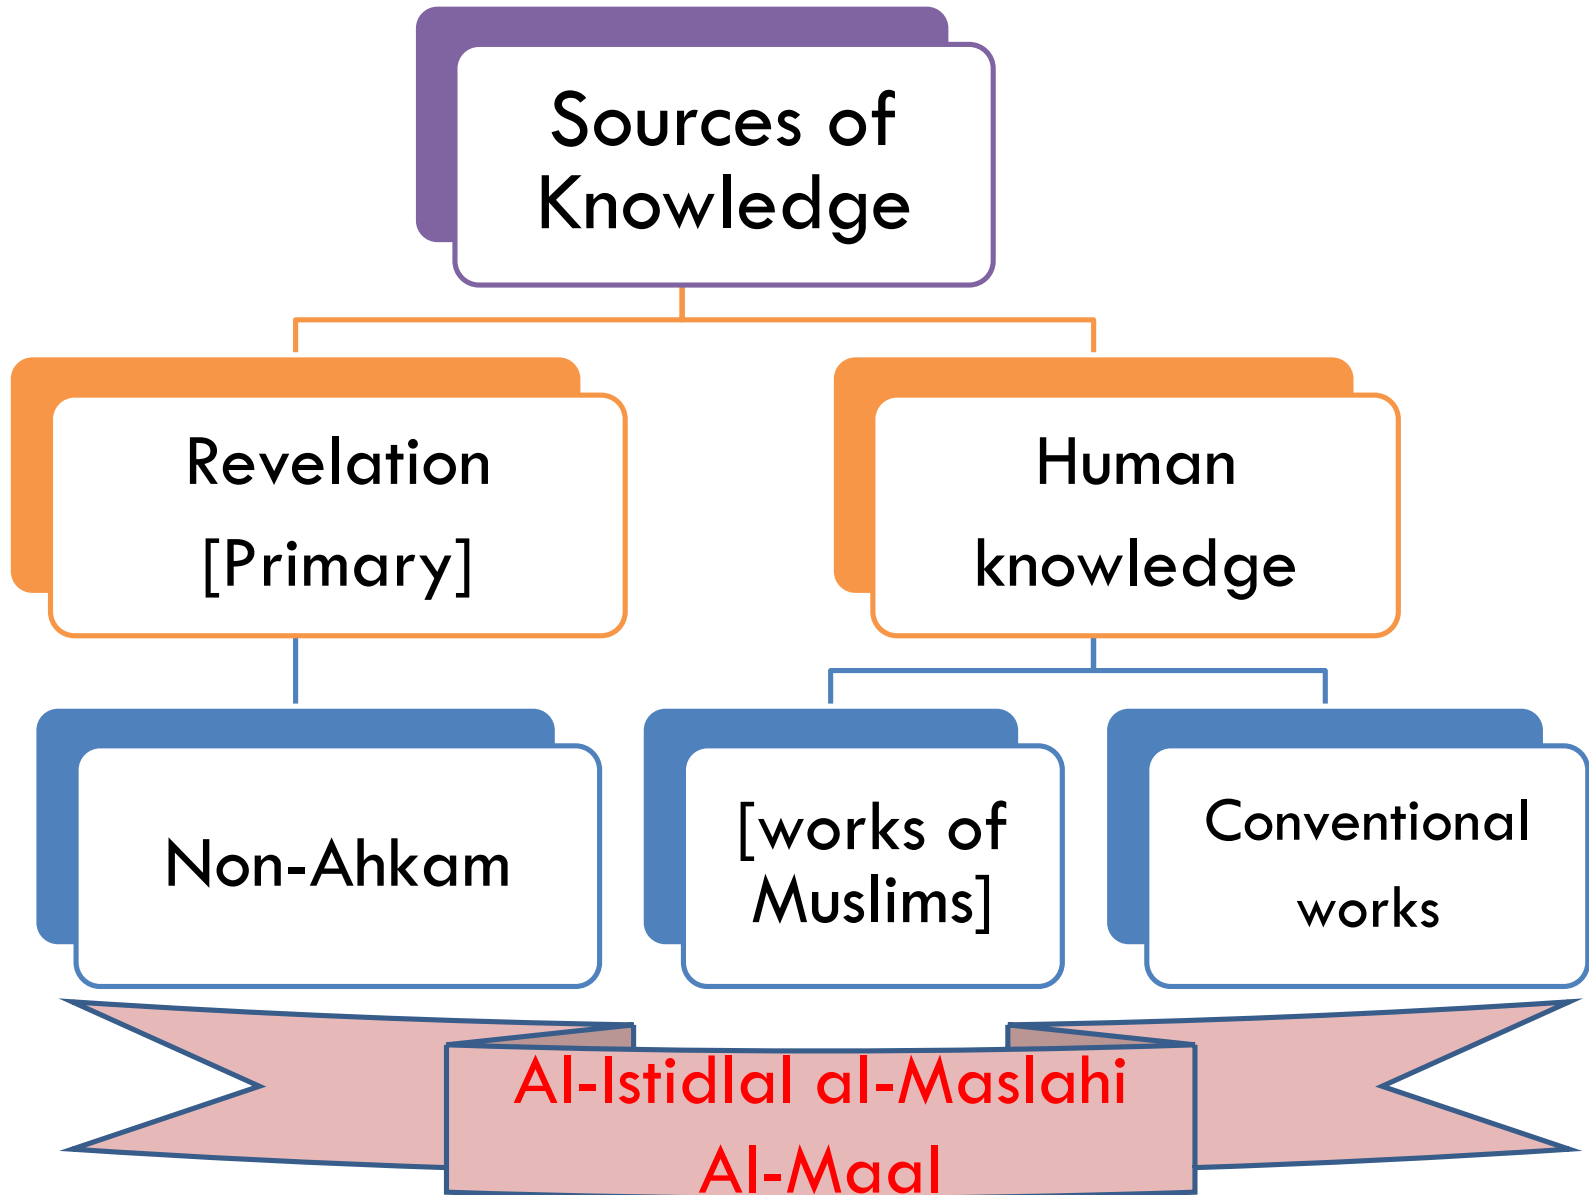 Sources of
Knowledge
Revelation
[Primary]
Human
knowledge
Non-Ahkam
[works of
Muslims]
Conventional
works
Al-Istidlal al-Maslahi
Al-Maal